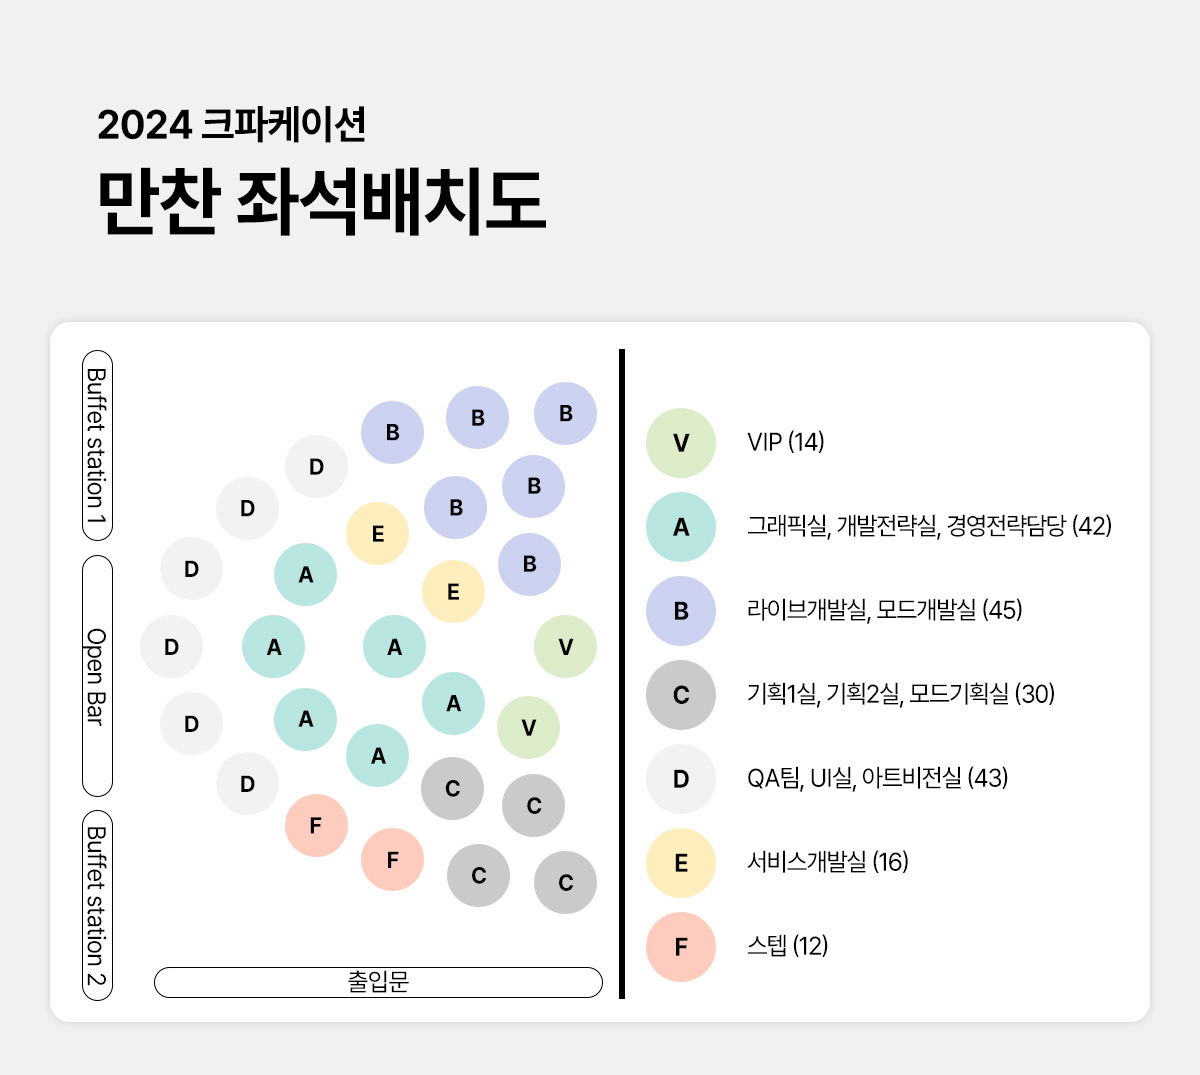 2024 크파케이션
만찬 좌석배치도
Buffet station 1
Open Bar
Buffet station 2
B
B
B
D
B
B
D
E
B
D
A
E
D
A
A
V
D
A
A
V
A
D
C
C
F
F
C
C
출입문
V VIP (14)
A 그래픽실, 개발전략실, 경영전략담당 (42)
B 라이브개발실, 모드개발실 (45)
C 기획1실, 기획2실, 모드기획실 (30)
D QA팀, UI실, 아트비전실 (43)
E 서비스개발실 (16)
F 스텝 (12)